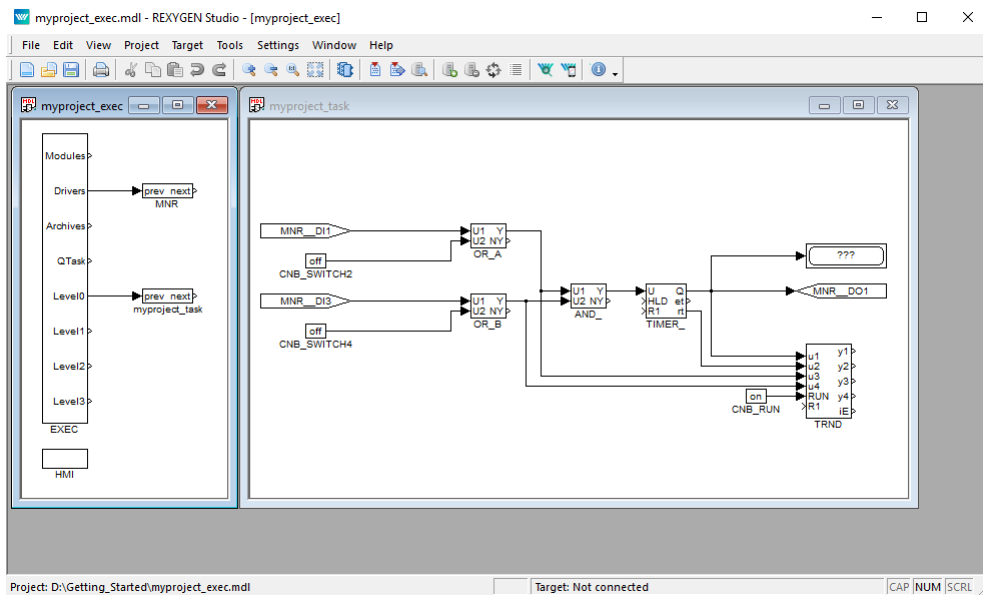 myproject_exec.mdl - REXYGEN Studio - [myproject_exec]
File Edit View Project Target Tools Settings Window Help
myproject_exec
Modules
Drivers
prev next
MNR
Archives
QTask
Level0
prev next
myproject_task
Level1
Level2
Level3
EXEC
HMI
myproject_task
MNR__DI1
off
CNB_SWITCH2
U1 Y
U2 NY
OR_A
MNR__DI3
off
CNB_SWITCH4
U1 Y
U2 NY
OR_B
U1 Y
U2 NY
AND_
U Q
HLD et
R1 rt
TIMER_
???
MNR__DO1
on
CNB_RUN
u1 y1
u2 y2
u3 y3
u4
RUN y4
R1 iE
TRND
Project: D:\Getting_Started\myproject_exec.mdl
Target: Not connected
CAP NUM SCRL